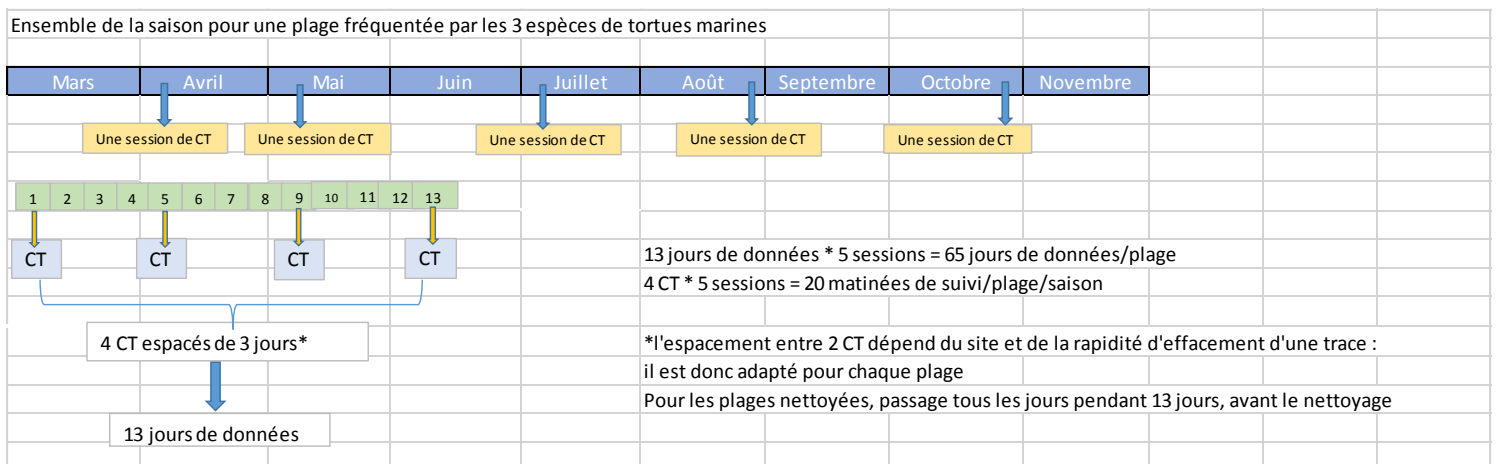 Ensemble de la saison pour une plage fréquentée par les 3 espèces de tortues marines
Mars Avril Mai Juin Juillet Août Septembre Octobre Novembre
Une session de CT Une session de CT Une session de CT Une session de CT Une session de CT
1 2 3 4 5 6 7 8 9 10 11 12 13
CT CT CT CT
13 jours de données * 5 sessions = 65 jours de données/plage
4 CT * 5 sessions = 20 matinées de suivi/plage/saison
4 CT espacés de 3 jours*
*l'espacement entre 2 CT dépend du site et de la rapidité d'effacement d'une trace :
il est donc adapté pour chaque plage
Pour les plages nettoyées, passage tous les jours pendant 13 jours, avant le nettoyage
13 jours de données